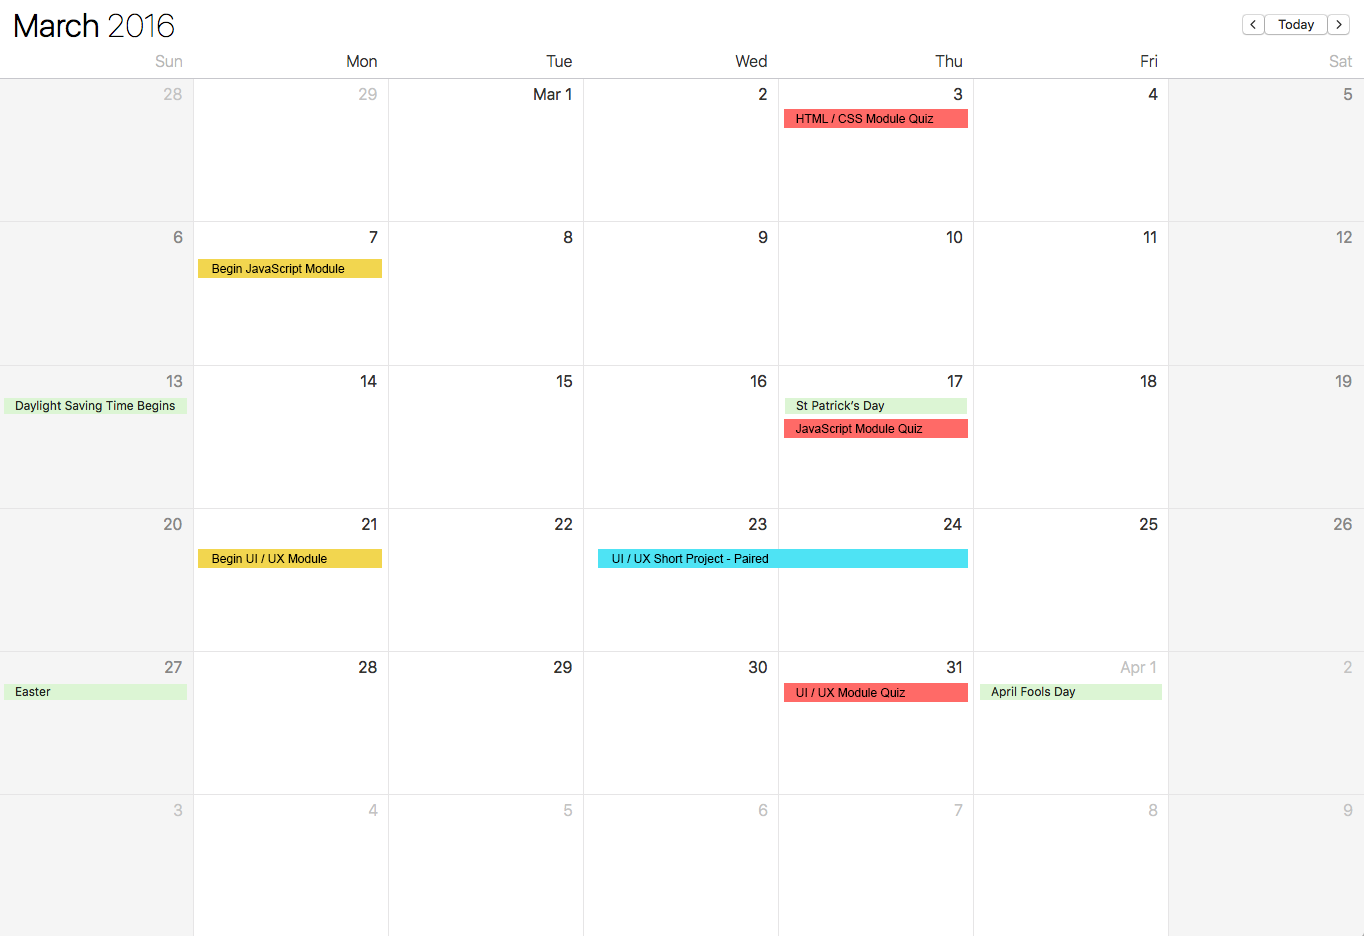 March 2016
< Today >
Sun Mon Tue Wed Thu Fri Sat
28 29 Mar 1 2 3 4 5
HTML / CSS Module Quiz
6 7 8 9 10 11 12
Begin JavaScript Module
13 14 15 16 17 18 19
Daylight Saving Time Begins St Patrick's Day
JavaScript Module Quiz
20 21 22 23 24 25 26
Begin UI / UX Module UI / UX Short Project - Paired
27 28 29 30 31 Apr 1 2
Easter UI / UX Module Quiz April Fools Day
3 4 5 6 7 8 9